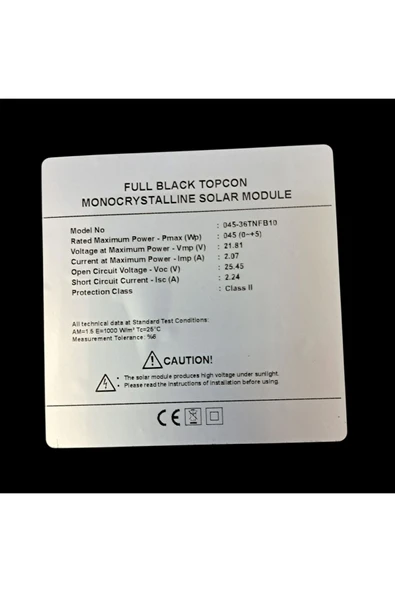 FULL BLACK TOPCON
MONOCRYSTALLINE SOLAR MODULE
Model No : 045-36TNFB10
Rated Maximum Power - Pmax (Wp) : 045 (0~+5)
Voltage at Maximum Power - Vmp (V) : 21.81
Current at Maximum Power - Imp (A) : 2.07
Open Circuit Voltage - Voc (V) : 25.45
Short Circuit Current - Isc (A) : 2.24
Protection Class : Class II
All technical data at Standard Test Conditions:
AM=1.5 E=1000 W/m² Tc=25°C
Measurement Tolerance: %6
CAUTION!
• The solar module produces high voltage under sunlight.
• Please read the instructions of installation before using.
CE